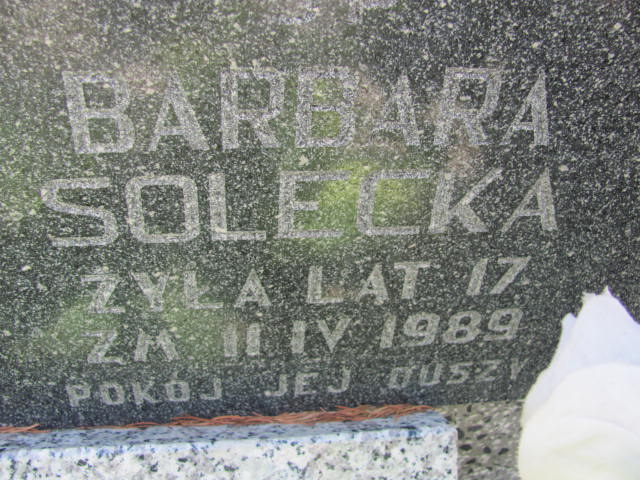 BARBARA
SOLECKA
ŻYŁA LAT 17
ZM 11 IV 1989
POKÓJ JEJ DUSZY